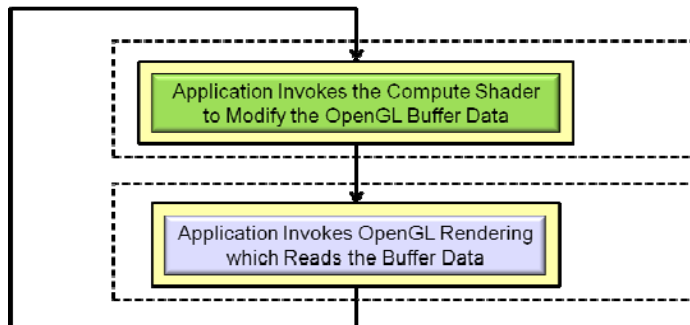 Application Invokes the Compute Shader
to Modify the OpenGL Buffer Data
Application Invokes OpenGL Rendering
which Reads the Buffer Data